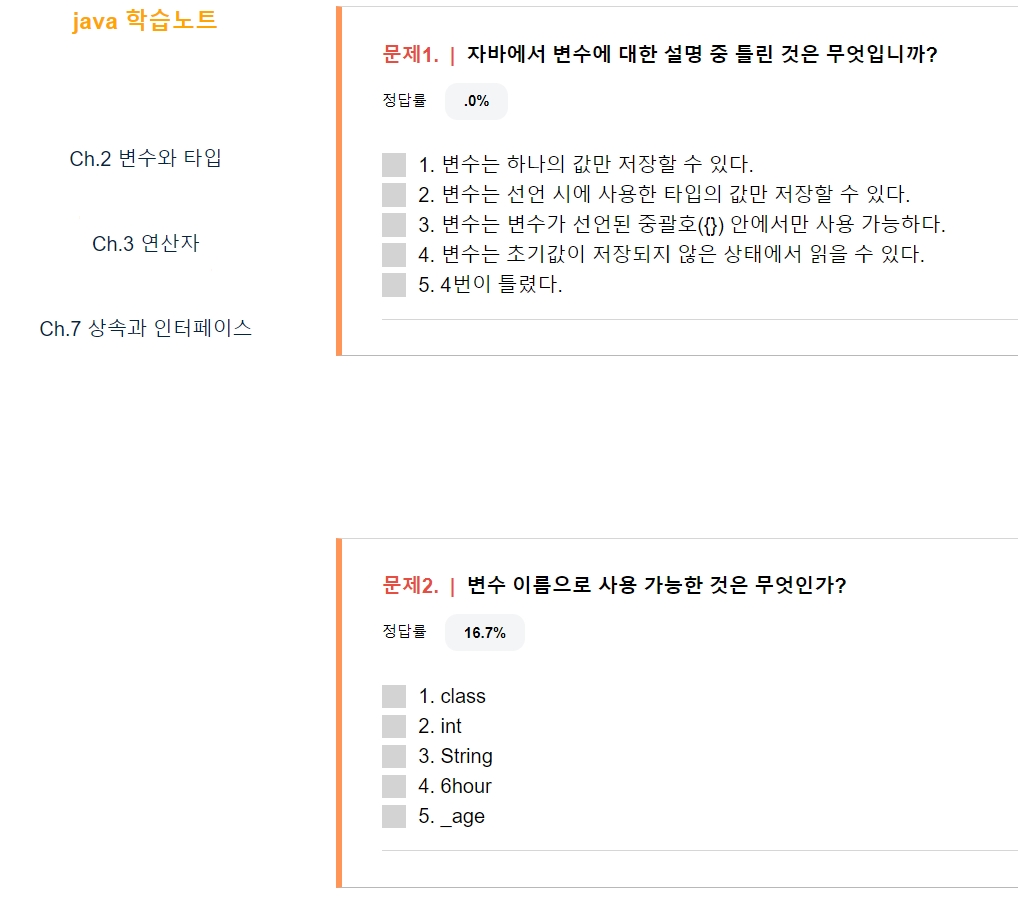 java 학습노트
Ch.2 변수와 타입
Ch.3 연산자
Ch.7 상속과 인터페이스
문제1. | 자바에서 변수에 대한 설명 중 틀린 것은 무엇입니까?
정답률 .0%
1. 변수는 하나의 값만 저장할 수 있다.
2. 변수는 선언 시에 사용한 타입의 값만 저장할 수 있다.
3. 변수는 변수가 선언된 중괄호({}) 안에서만 사용 가능하다.
4. 변수는 초기값이 저장되지 않은 상태에서 읽을 수 있다.
5. 4번이 틀렸다.
문제2. | 변수 이름으로 사용 가능한 것은 무엇인가?
정답률 16.7%
1. class
2. int
3. String
4. 6hour
5. _age